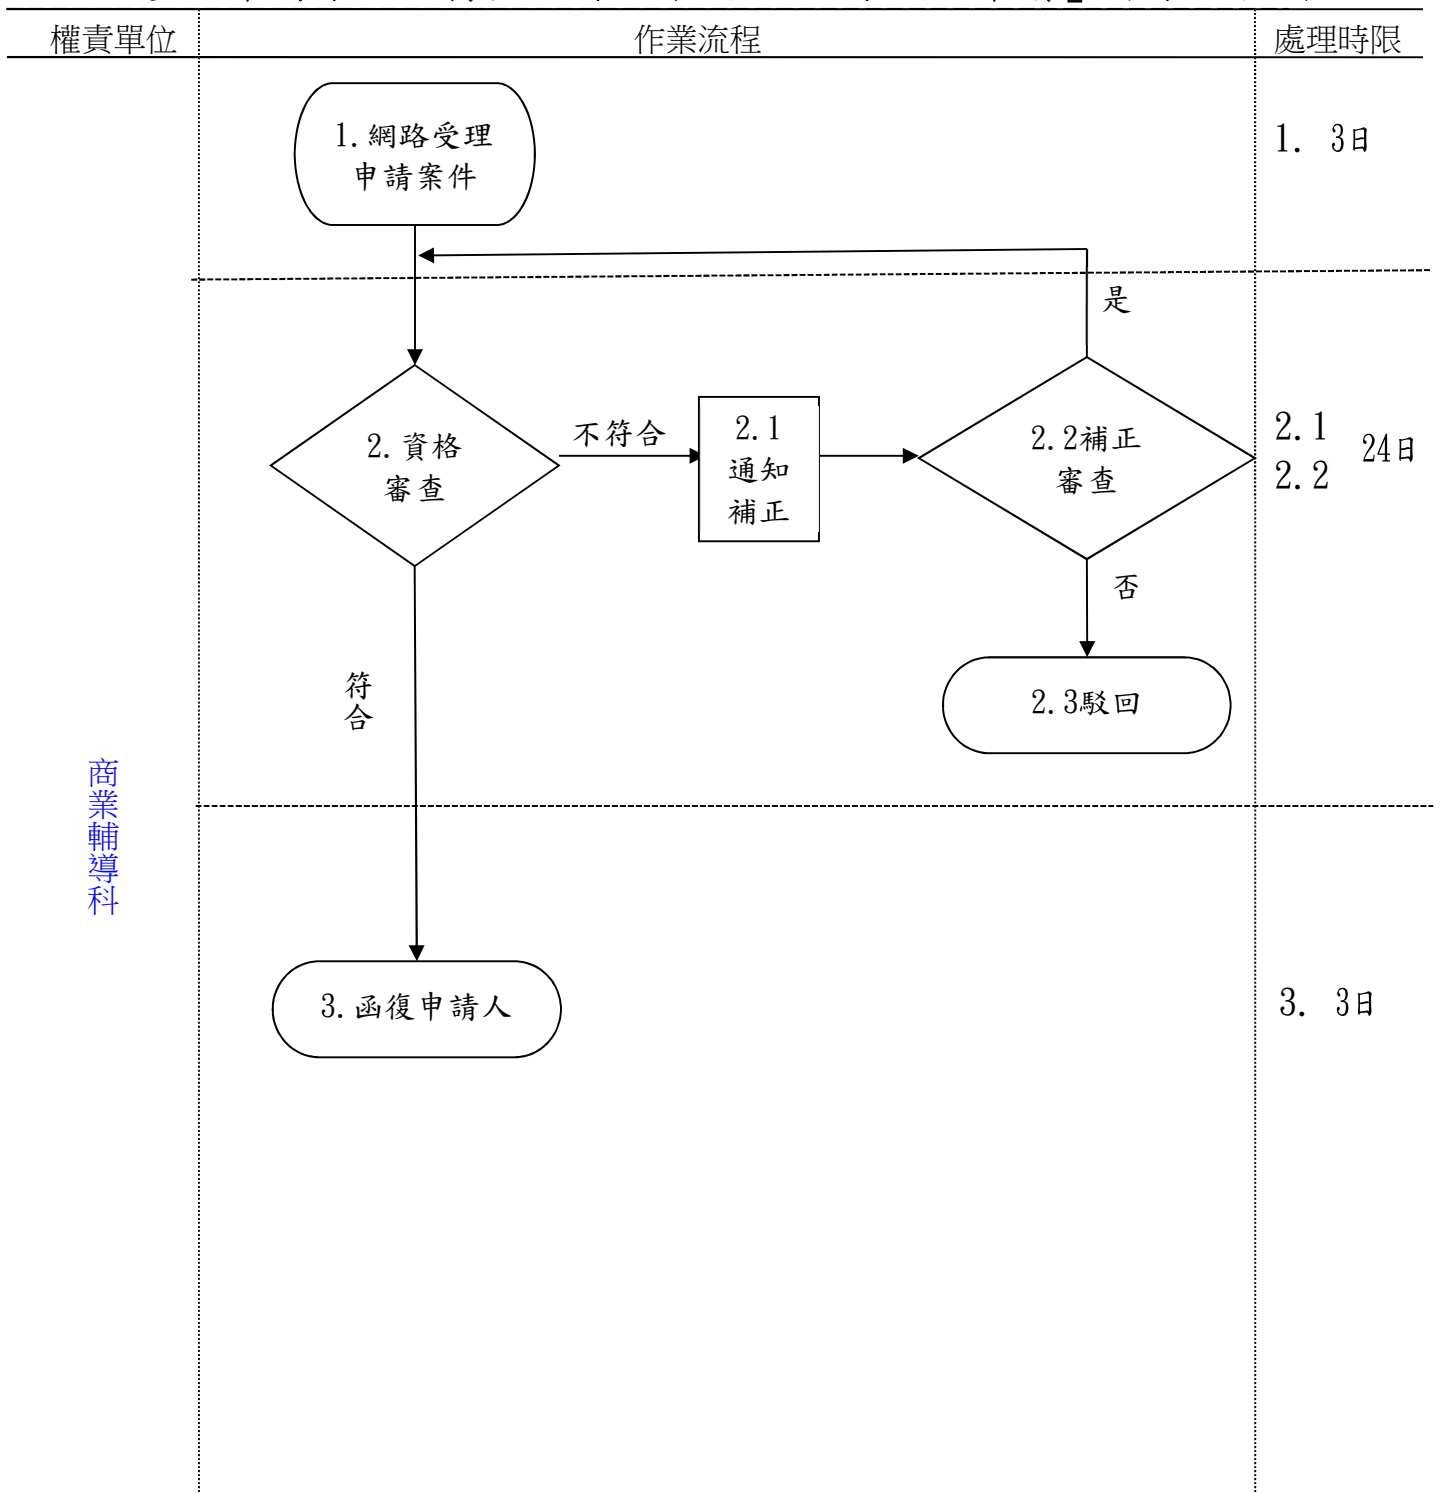 權責單位
作業流程
處理時限
1.網路受理
申請案件
1. 3日
是
2.資格
審查
不符合
2.1
通知
補正
2.2補正
審查
2.1
2.2
24日
否
符
合
2.3駁回
商業輔導科
3.函復申請人
3. 3日